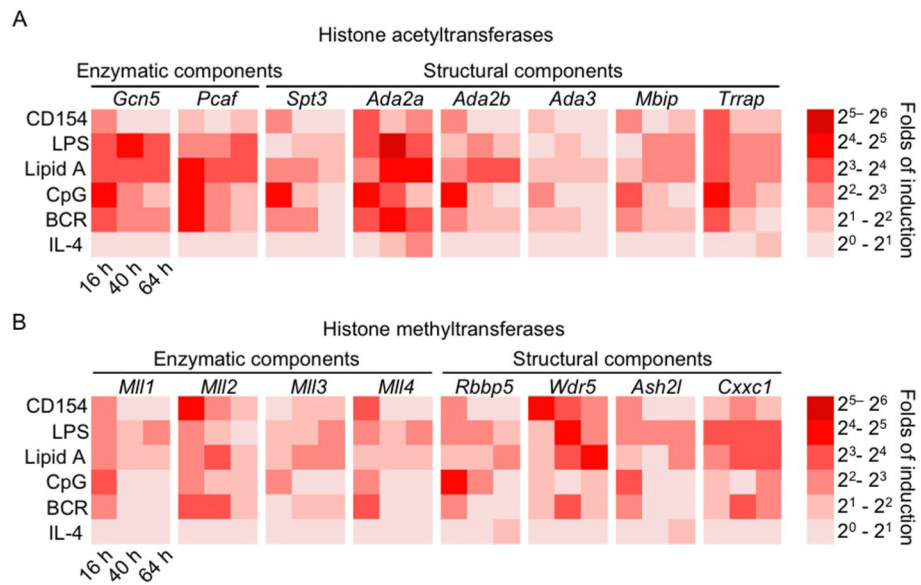 A
Histone acetyltransferases
Enzymatic components Structural components
Gcn5 Pcaf Spt3 Ada2a Ada2b Ada3 Mbip Trrap
CD154
LPS
Lipid A
CpG
BCR
IL-4
16 h 40 h 64 h
2⁵– 2⁶
2⁴- 2⁵
2³- 2⁴
2²- 2³
2¹ - 2²
2⁰ - 2¹
Folds of induction
B
Histone methyltransferases
Enzymatic components Structural components
Mll1 Mll2 Mll3 Mll4 Rbbp5 Wdr5 Ash2l Cxxc1
CD154
LPS
Lipid A
CpG
BCR
IL-4
16 h 40 h 64 h
2⁵– 2⁶
2⁴- 2⁵
2³- 2⁴
2²- 2³
2¹ - 2²
2⁰ - 2¹
Folds of induction